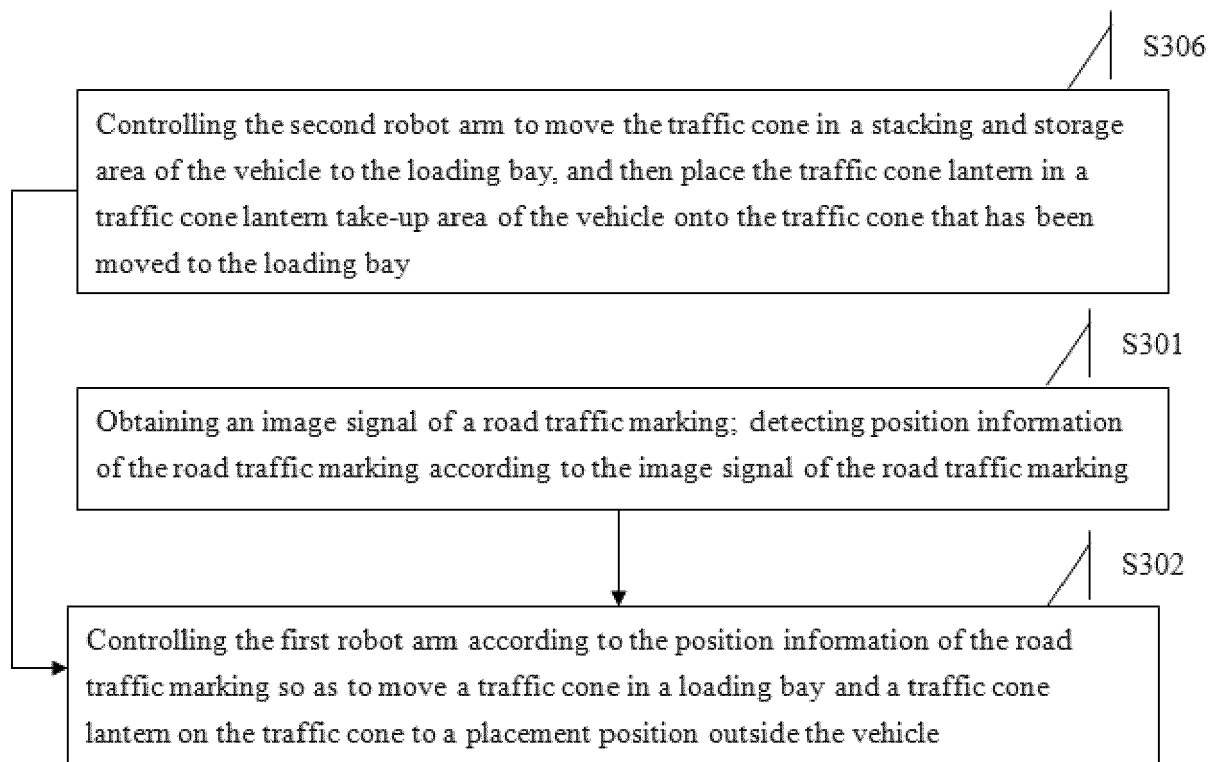 S306
Controlling the second robot arm to move the traffic cone in a stacking and storage
area of the vehicle to the loading bay, and then place the traffic cone lantern in a
traffic cone lantern take-up area of the vehicle onto the traffic cone that has been
moved to the loading bay
S301
Obtaining an image signal of a road traffic marking; detecting position information
of the road traffic marking according to the image signal of the road traffic marking
S302
Controlling the first robot arm according to the position information of the road
traffic marking so as to move a traffic cone in a loading bay and a traffic cone
lantern on the traffic cone to a placement position outside the vehicle